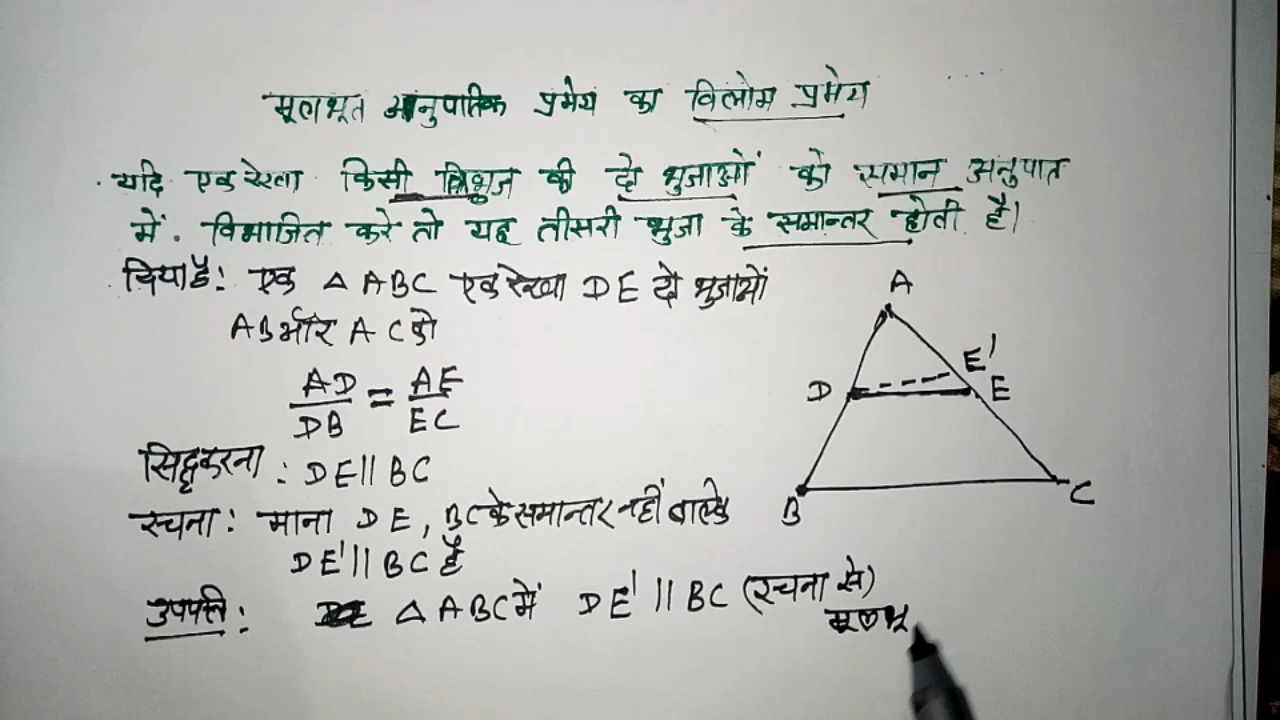 मूलभूत आनुपातिक प्रमेय का विलोम प्रमेय
यदि एक रेखा किसी त्रिभुज की दो भुजाओं को समान अनुपात
में. विभाजित करे तो यह तीसरी भुजा के समान्तर होती है।
दिया है: एक △ ABC एक रेखा DE दो भुजाओं
AB और AC को
AD/DB = AE/EC
सिद्ध करना : DE || BC
रचना: माना DE, BC के समान्तर नहीं बल्कि
DE' || BC है
उपपत्ति: △ ABC में DE' || BC (रचना से)
मूलभू
A
E'
D
E
B
C